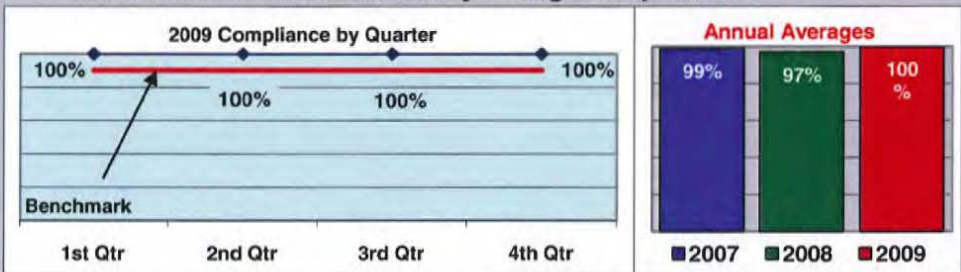 2009 Compliance by Quarter
100%
100%
100%
100%
Benchmark
1st Qtr 2nd Qtr 3rd Qtr 4th Qtr
Annual Averages
99%
97%
100
%
2007 2008 2009